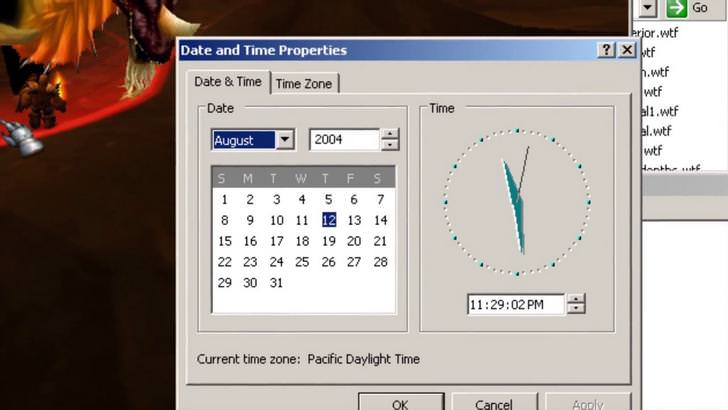 Go
Date and Time Properties
Date & Time
Time Zone
Date
Time
August
2004
S M T W T F S
1 2 3 4 5 6 7
8 9 10 11 12 13 14
15 16 17 18 19 20 21
22 23 24 25 26 27 28
29 30 31
11:29:02 PM
Current time zone: Pacific Daylight Time
OK
Cancel
Apply
erior.wtf
wtf
n.wtf
wtf
al1.wtf
al.wtf
wtf
depths.wtf